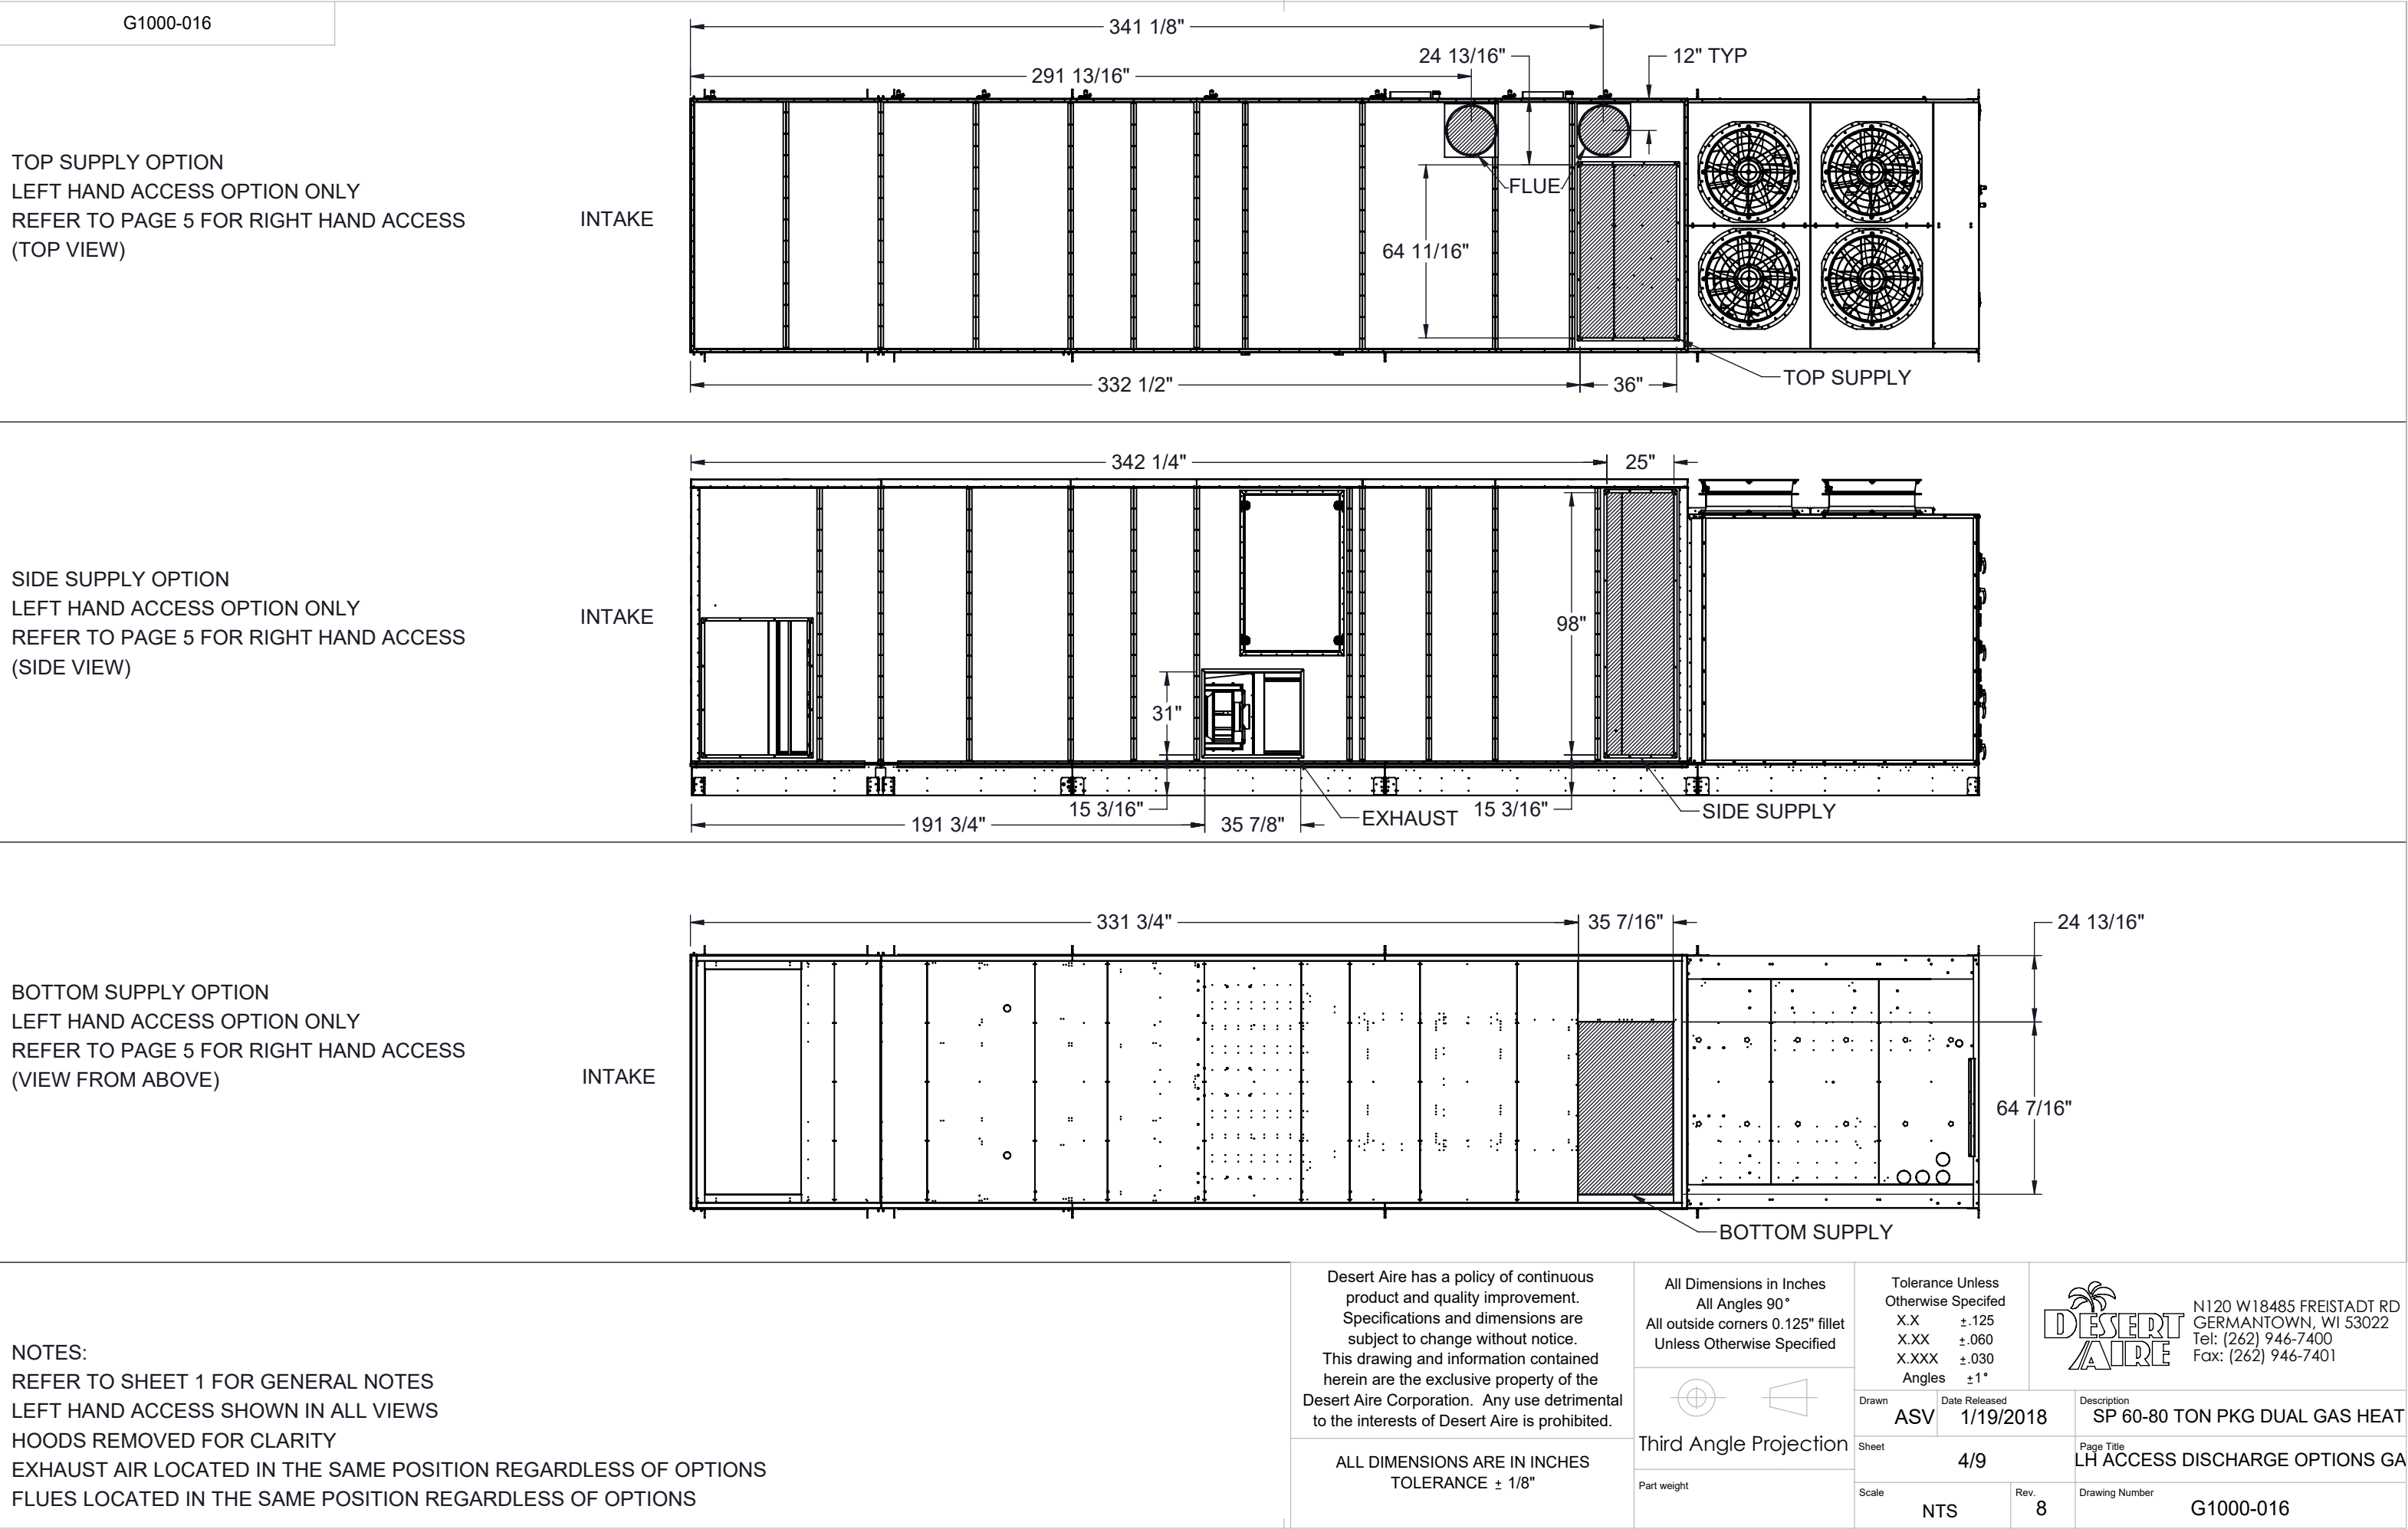 G1000-016
341 1/8"
24 13/16"
12" TYP
291 13/16"
TOP SUPPLY OPTION
LEFT HAND ACCESS OPTION ONLY
REFER TO PAGE 5 FOR RIGHT HAND ACCESS
(TOP VIEW)
INTAKE
FLUE
64 11/16"
TOP SUPPLY
332 1/2"
36"
342 1/4"
25"
SIDE SUPPLY OPTION
LEFT HAND ACCESS OPTION ONLY
REFER TO PAGE 5 FOR RIGHT HAND ACCESS
(SIDE VIEW)
INTAKE
98"
31"
15 3/16"
EXHAUST
15 3/16"
SIDE SUPPLY
191 3/4"
35 7/8"
331 3/4"
35 7/16"
24 13/16"
BOTTOM SUPPLY OPTION
LEFT HAND ACCESS OPTION ONLY
REFER TO PAGE 5 FOR RIGHT HAND ACCESS
(VIEW FROM ABOVE)
INTAKE
64 7/16"
BOTTOM SUPPLY
NOTES:
REFER TO SHEET 1 FOR GENERAL NOTES
LEFT HAND ACCESS SHOWN IN ALL VIEWS
HOODS REMOVED FOR CLARITY
EXHAUST AIR LOCATED IN THE SAME POSITION REGARDLESS OF OPTIONS
FLUES LOCATED IN THE SAME POSITION REGARDLESS OF OPTIONS
Desert Aire has a policy of continuous
product and quality improvement.
Specifications and dimensions are
subject to change without notice.
This drawing and information contained
herein are the exclusive property of the
Desert Aire Corporation. Any use detrimental
to the interests of Desert Aire is prohibited.
ALL DIMENSIONS ARE IN INCHES
TOLERANCE ± 1/8"
All Dimensions in Inches
All Angles 90°
All outside corners 0.125" fillet
Unless Otherwise Specified
Third Angle Projection
Part weight
Tolerance Unless
Otherwise Specifed
X.X ±.125
X.XX ±.060
X.XXX ±.030
Angles ±1°
DESERT
AIRE
N120 W18485 FREISTADT RD
GERMANTOWN, WI 53022
Tel: (262) 946-7400
Fax: (262) 946-7401
Drawn
ASV
Date Released
1/19/2018
Description
SP 60-80 TON PKG DUAL GAS HEAT
Sheet
4/9
Page Title
LH ACCESS DISCHARGE OPTIONS GA
Scale
NTS
Rev.
8
Drawing Number
G1000-016